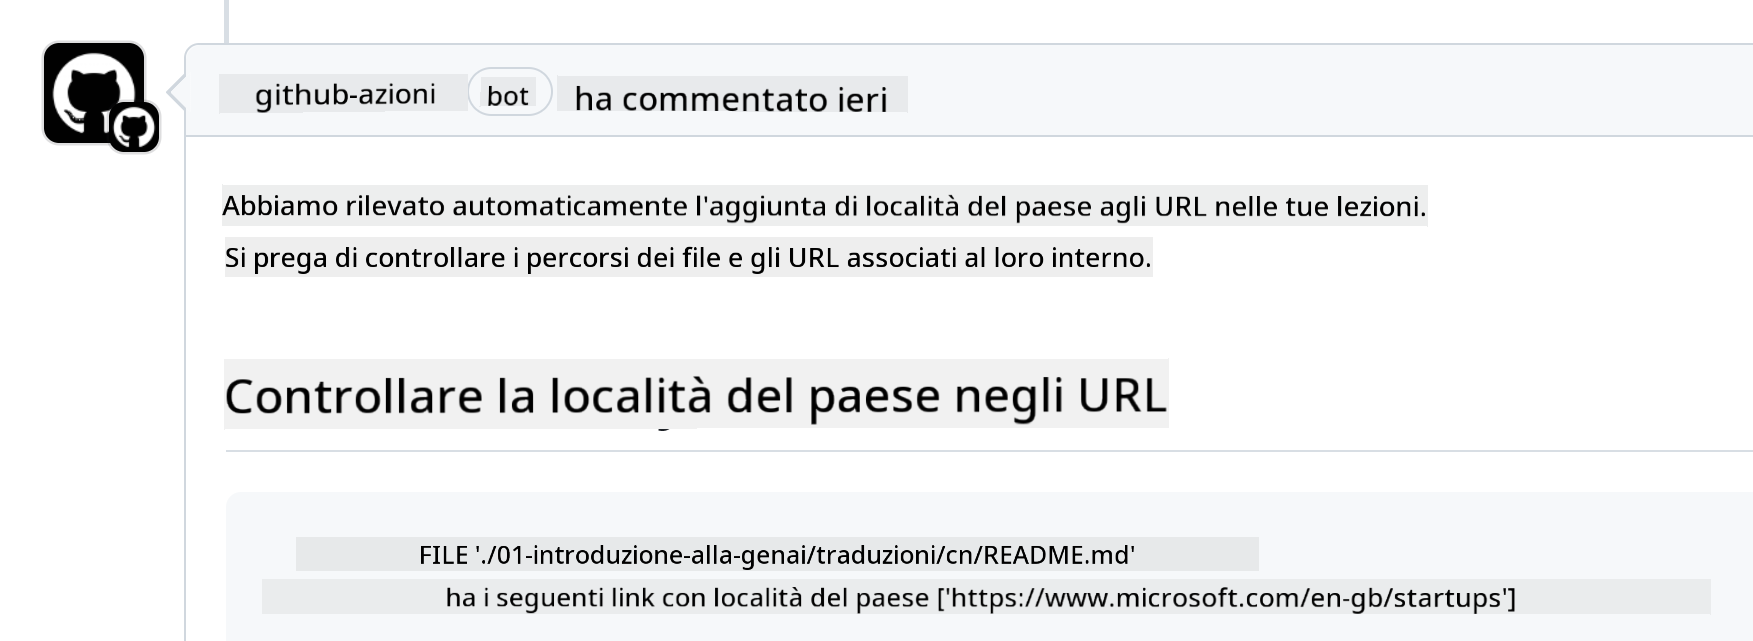 github-azioni bot ha commentato ieri
Abbiamo rilevato automaticamente l'aggiunta di località del paese agli URL nelle tue lezioni.
Si prega di controllare i percorsi dei file e gli URL associati al loro interno.
Controllare la località del paese negli URL
FILE './01-introduzione-alla-genai/traduzioni/cn/README.md'
ha i seguenti link con località del paese ['https://www.microsoft.com/en-gb/startups']